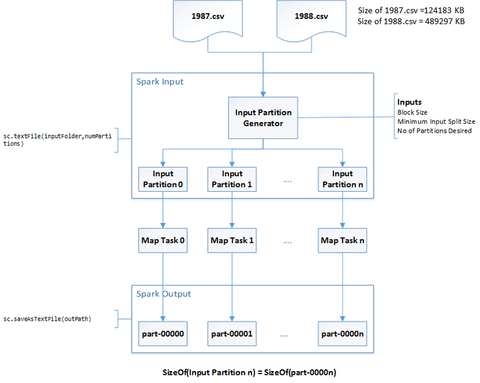 1987.csv
1988.csv
Size of 1987.csv =124183 KB
Size of 1988.csv = 489297 KB
Spark Input
Input Partition
Generator
Inputs
Block Size
Minimum Input Split Size
No of Partitions Desired
sc.textFile(inputFolder,numParti
tions)
Input
Partition 0
Input
Partition 1
....
Input
Partition n
Map Task 0
Map Task 1
....
Map Task n
Spark Output
sc.saveAsTextFile(outPath)
part-00000
part-00001
....
part-0000n
SizeOf(Input Partition n) = SizeOf(part-0000n)